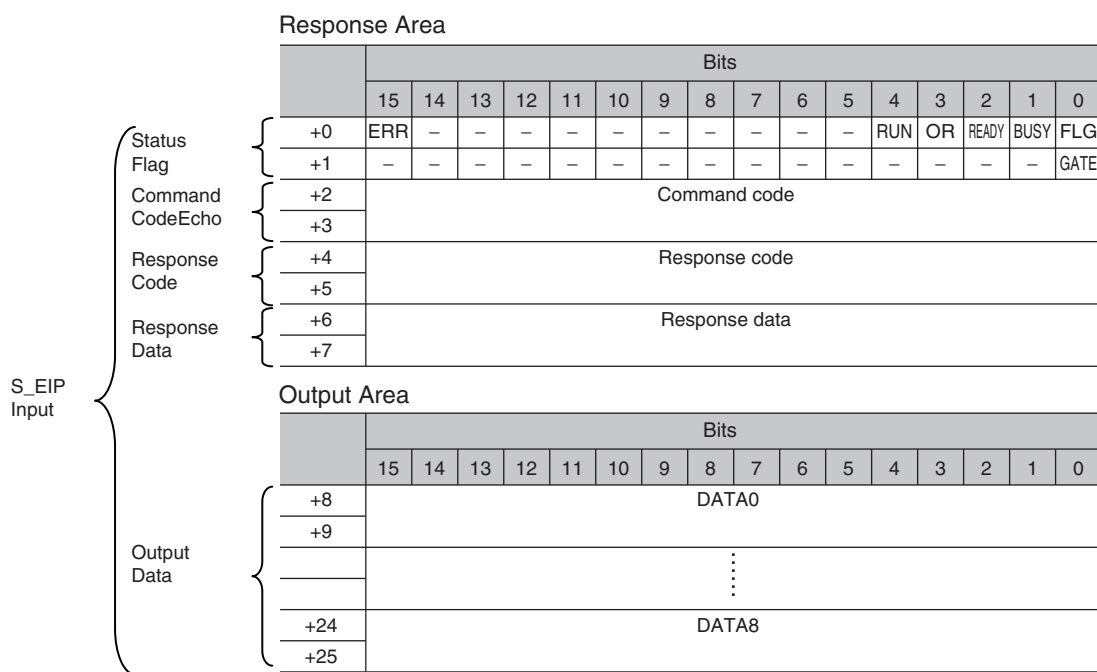 Response Area
Bits
15 14 13 12 11 10 9 8 7 6 5 4 3 2 1 0
Status Flag
+0 ERR – – – – – – – – – – RUN OR READY BUSY FLG
+1 – – – – – – – – – – – – – – – GATE
Command CodeEcho
+2 Command code
+3
Response Code
+4 Response code
+5
Response Data
+6 Response data
+7
S_EIP Input
Output Area
Bits
15 14 13 12 11 10 9 8 7 6 5 4 3 2 1 0
+8 DATA0
+9
Output Data
+24 DATA8
+25